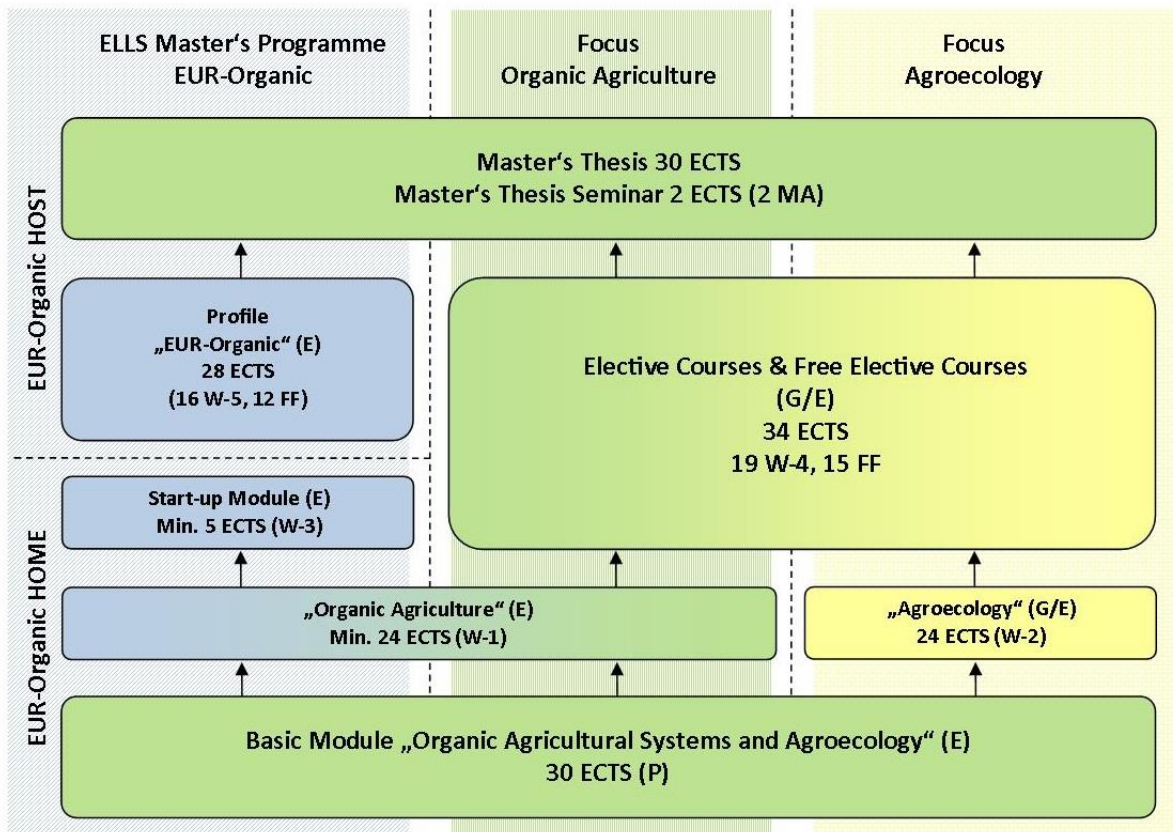 ELLS Master‘s Programme
EUR-Organic
Focus
Organic Agriculture
Focus
Agroecology
EUR-Organic HOST
Master‘s Thesis 30 ECTS
Master‘s Thesis Seminar 2 ECTS (2 MA)
Profile
„EUR-Organic“ (E)
28 ECTS
(16 W-5, 12 FF)
Elective Courses & Free Elective Courses
(G/E)
34 ECTS
19 W-4, 15 FF
EUR-Organic HOME
Start-up Module (E)
Min. 5 ECTS (W-3)
„Organic Agriculture“ (E)
Min. 24 ECTS (W-1)
„Agroecology“ (G/E)
24 ECTS (W-2)
Basic Module „Organic Agricultural Systems and Agroecology“ (E)
30 ECTS (P)